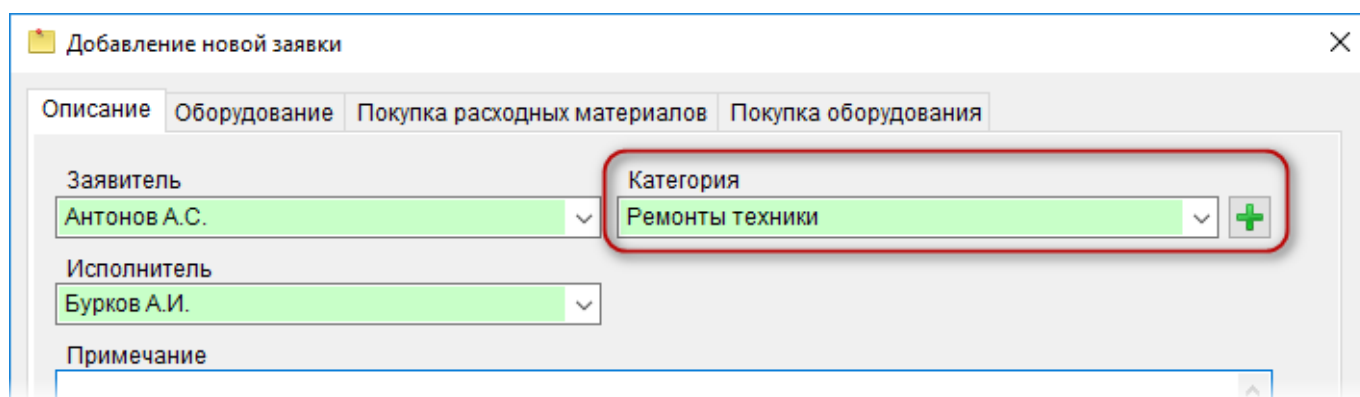 Добавление новой заявки
Описание Оборудование Покупка расходных материалов Покупка оборудования
Заявитель Категория
Антонов А.С. Ремонты техники
Исполнитель
Бурков А.И.
Примечание